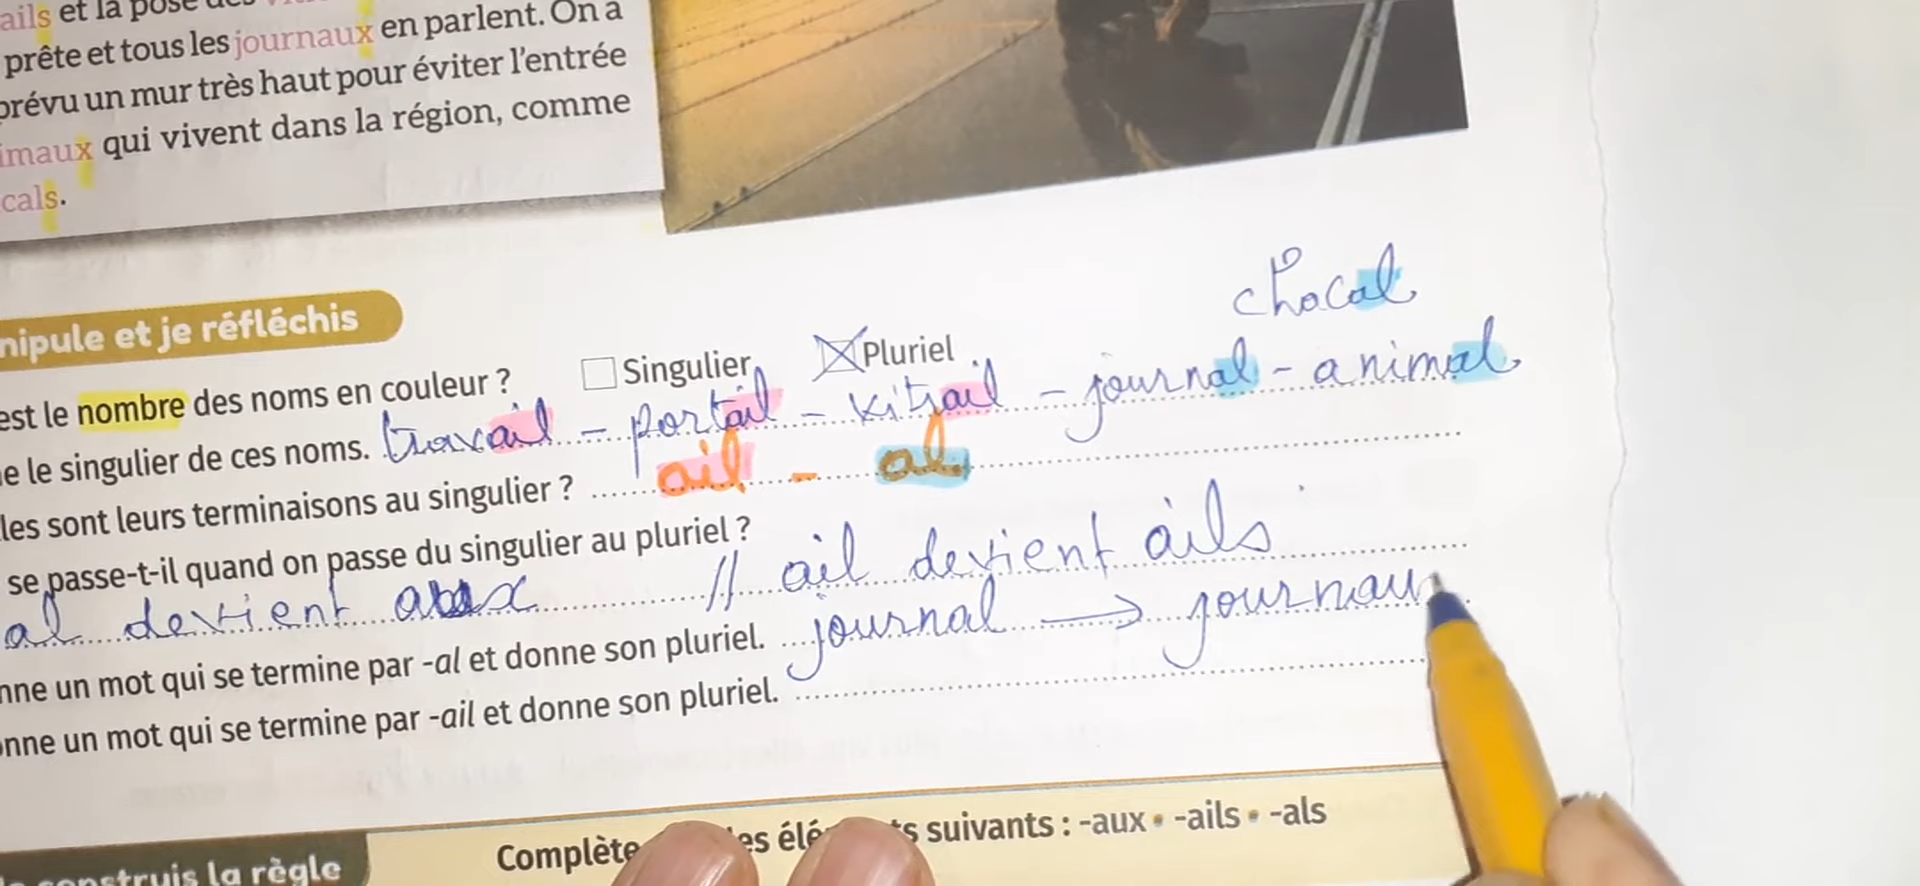 ails et la pose des
prête et tous les journaux en parlent. On a
prévu un mur très haut pour éviter l'entrée
imaux qui vivent dans la région, comme
cals.
nipule et je réfléchis
chacal
est le nombre des noms en couleur ? Singulier Pluriel
e le singulier de ces noms. travail - portail - vitrail - journal - animal
les sont leurs terminaisons au singulier ? ail - al
se passe-t-il quand on passe du singulier au pluriel ?
al devient aux // ail devient ails
nne un mot qui se termine par -al et donne son pluriel. journal → journau
onne un mot qui se termine par -ail et donne son pluriel.
construis la règle
Complète es élé ts suivants : -aux • -ails • -als